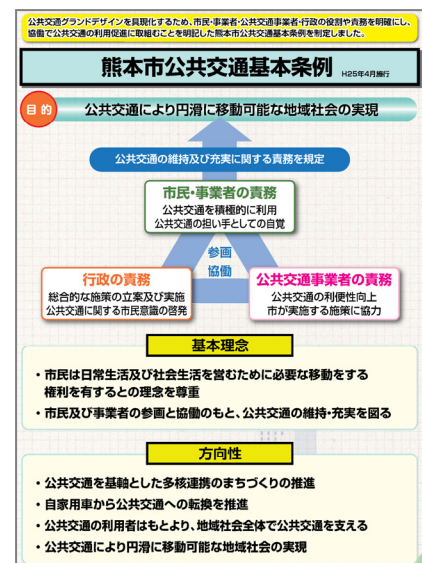 公共交通グランドデザインを具現化するため、市民・事業者・公共交通事業者・行政の役割や責務を明確にし、
協働で公共交通の利用促進に取組むことを明記した熊本市公共交通基本条例を制定しました。
熊本市公共交通基本条例 H25年4月施行
目的 公共交通により円滑に移動可能な地域社会の実現
公共交通の維持及び充実に関する責務を規定
市民・事業者の責務
公共交通を積極的に利用
公共交通の担い手としての自覚
参画
協働
行政の責務
総合的な施策の立案及び実施
公共交通に関する市民意識の啓発
公共交通事業者の責務
公共交通の利便性向上
市が実施する施策に協力
基本理念
・市民は日常生活及び社会生活を営むために必要な移動をする
権利を有するとの理念を尊重
・市民及び事業者の参画と協働のもと、公共交通の維持・充実を図る
方向性
・公共交通を基軸とした多核連携のまちづくりの推進
・自家用車から公共交通への転換を推進
・公共交通の利用者はもとより、地域社会全体で公共交通を支える
・公共交通により円滑に移動可能な地域社会の実現